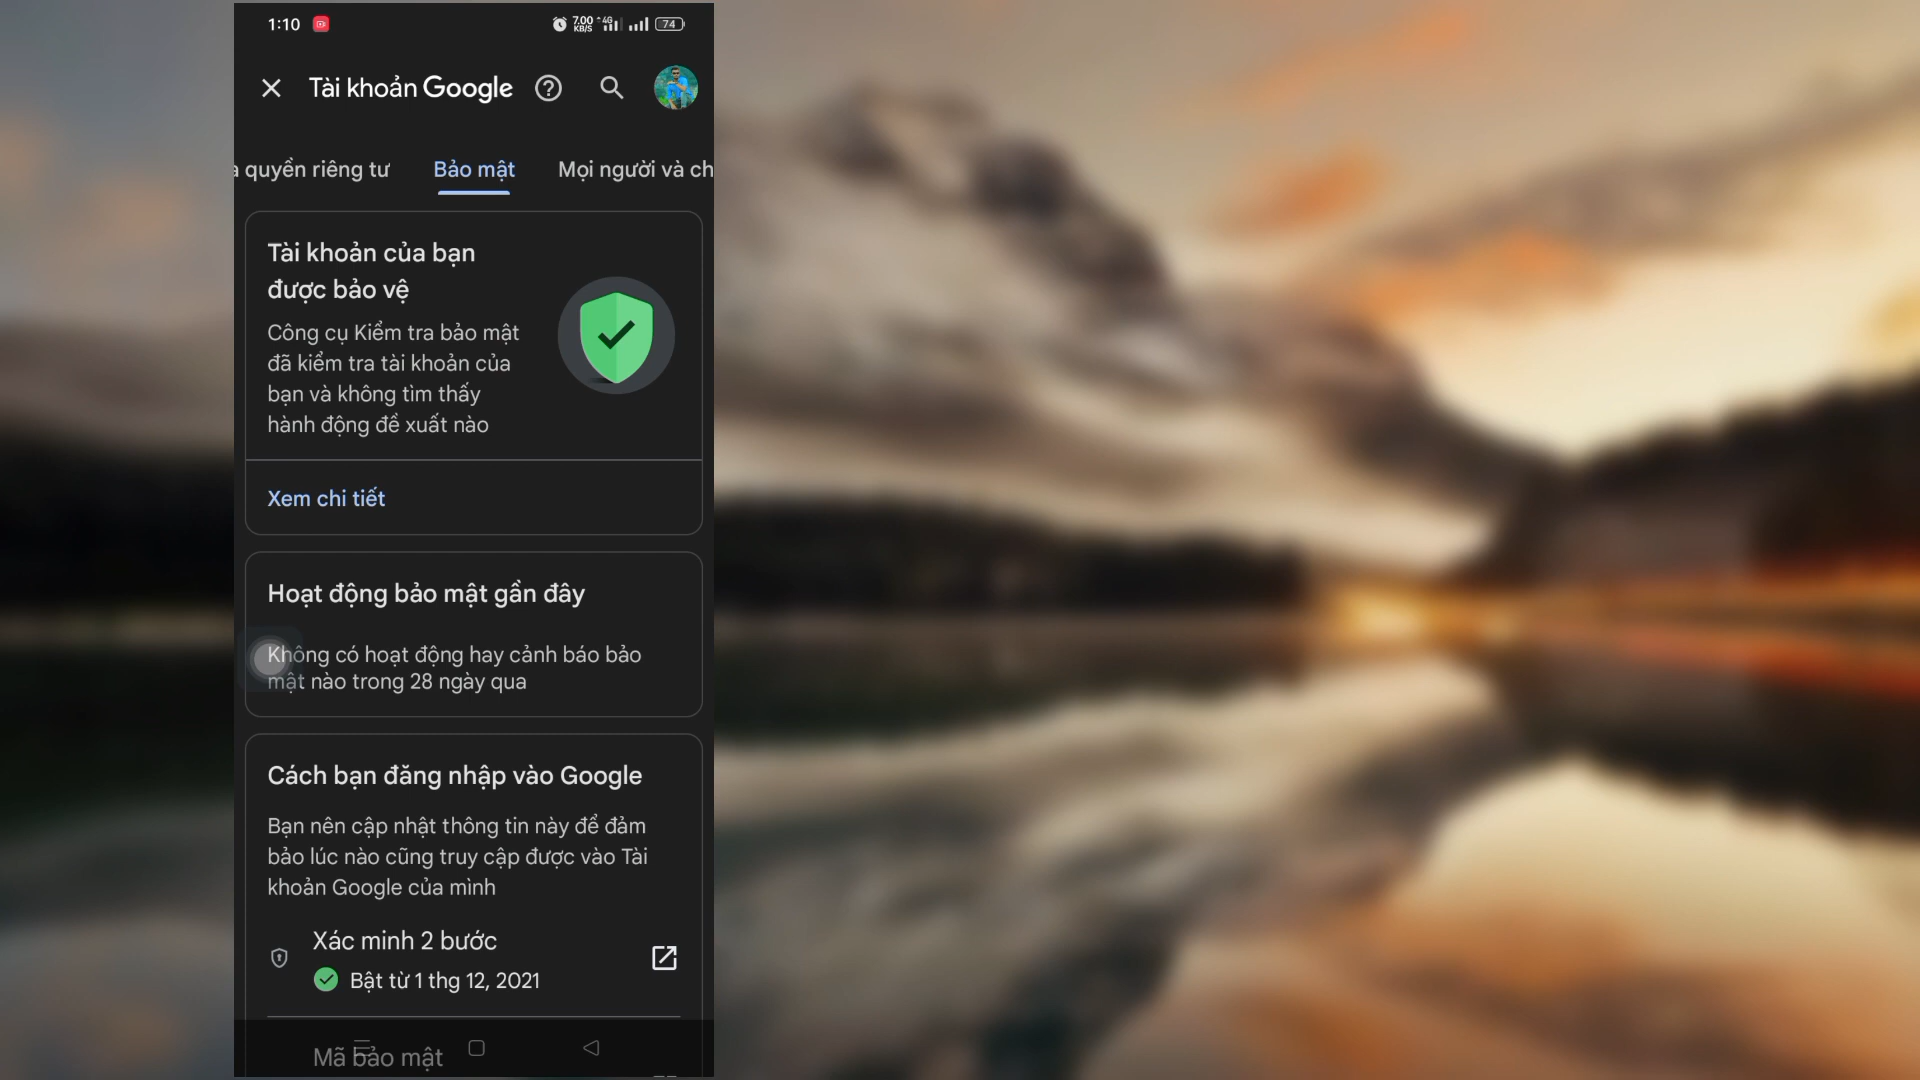 1:10 7.00 KB/S 4G 74
Tài khoản Google
quyền riêng tư Bảo mật Mọi người và ch
Tài khoản của bạn
được bảo vệ
Công cụ Kiểm tra bảo mật
đã kiểm tra tài khoản của
bạn và không tìm thấy
hành động đề xuất nào
Xem chi tiết
Hoạt động bảo mật gần đây
Không có hoạt động hay cảnh báo bảo
mật nào trong 28 ngày qua
Cách bạn đăng nhập vào Google
Bạn nên cập nhật thông tin này để đảm
bảo lúc nào cũng truy cập được vào Tài
khoản Google của mình
Xác minh 2 bước
Bật từ 1 thg 12, 2021
Mã bảo mật